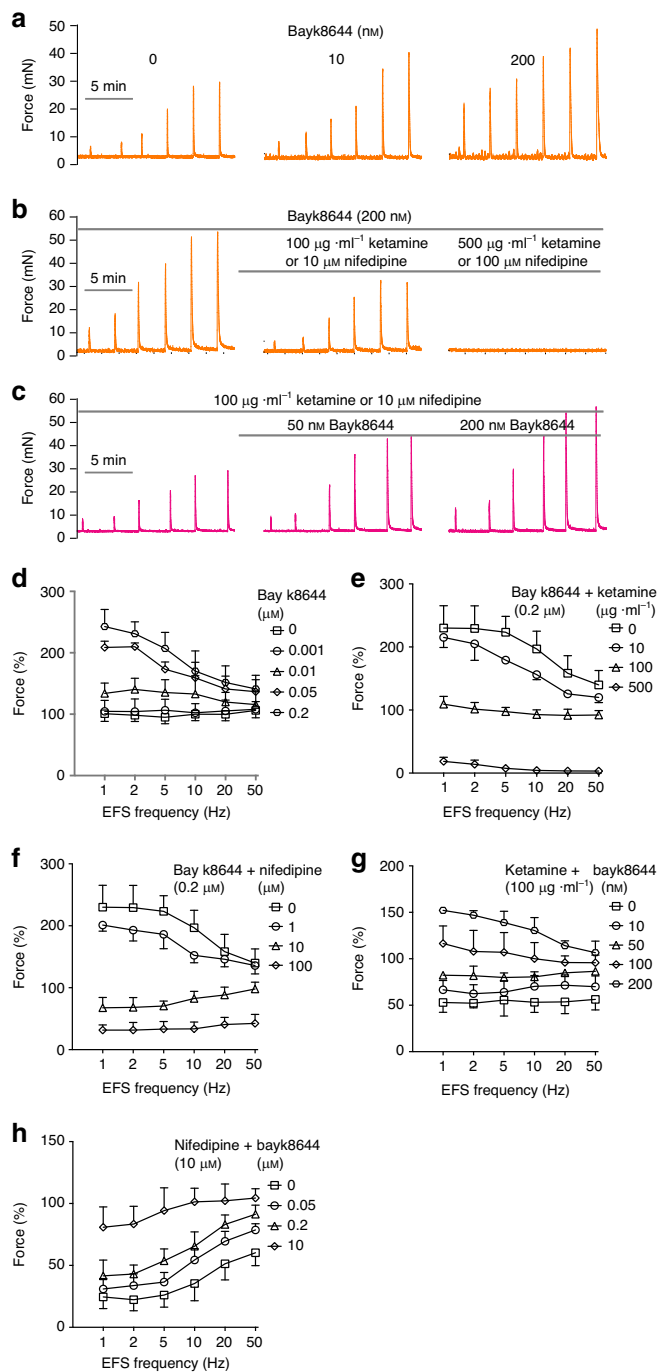 a
Bayk8644 (nM)
0 10 200
5 min
Force (mN)
50
40
30
20
10
0
b
Bayk8644 (200 nM)
100 µg ·ml⁻¹ ketamine
or 10 µM nifedipine
500 µg ·ml⁻¹ ketamine
or 100 µM nifedipine
5 min
Force (mN)
60
50
40
30
20
10
0
c
100 µg ·ml⁻¹ ketamine or 10 µM nifedipine
50 nM Bayk8644 200 nM Bayk8644
5 min
Force (mN)
60
50
40
30
20
10
0
d
Bay k8644
(µM)
0
0.001
0.01
0.05
0.2
Force (%)
300
200
100
0
1 2 5 10 20 50
EFS frequency (Hz)
e
Bay k8644 + ketamine
(0.2 µM) (µg ·ml⁻¹)
0
10
100
500
Force (%)
300
200
100
0
1 2 5 10 20 50
EFS frequency (Hz)
f
Bay k8644 + nifedipine
(0.2 µM) (µM)
0
1
10
100
Force (%)
300
200
100
0
1 2 5 10 20 50
EFS frequency (Hz)
g
Ketamine + bayk8644
(100 µg ·ml⁻¹) (nM)
0
10
50
100
200
Force (%)
200
150
100
50
0
1 2 5 10 20 50
EFS frequency (Hz)
h
Nifedipine + bayk8644
(10 µM) (µM)
0
0.05
0.2
10
Force (%)
150
100
50
0
1 2 5 10 20 50
EFS frequency (Hz)